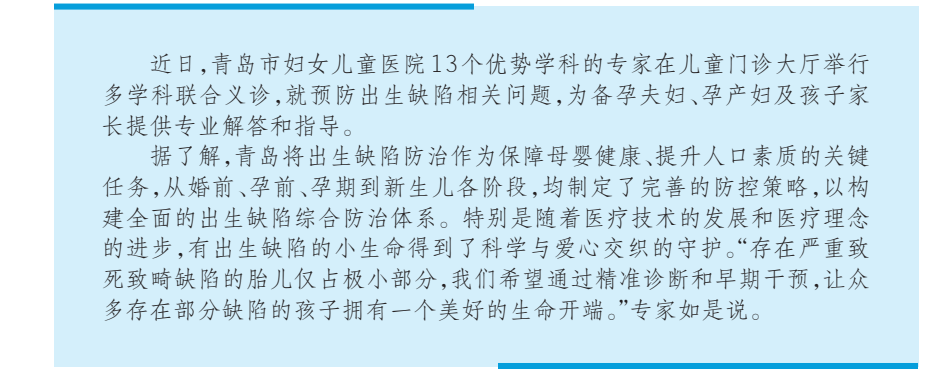 近日,青岛市妇女儿童医院13个优势学科的专家在儿童门诊大厅举行
多学科联合义诊,就预防出生缺陷相关问题,为备孕夫妇、孕产妇及孩子家
长提供专业解答和指导。
据了解,青岛将出生缺陷防治作为保障母婴健康、提升人口素质的关键
任务,从婚前、孕前、孕期到新生儿各阶段,均制定了完善的防控策略,以构
建全面的出生缺陷综合防治体系。特别是随着医疗技术的发展和医疗理念
的进步,有出生缺陷的小生命得到了科学与爱心交织的守护。“存在严重致
死致畸缺陷的胎儿仅占极小部分,我们希望通过精准诊断和早期干预,让众
多存在部分缺陷的孩子拥有一个美好的生命开端。”专家如是说。